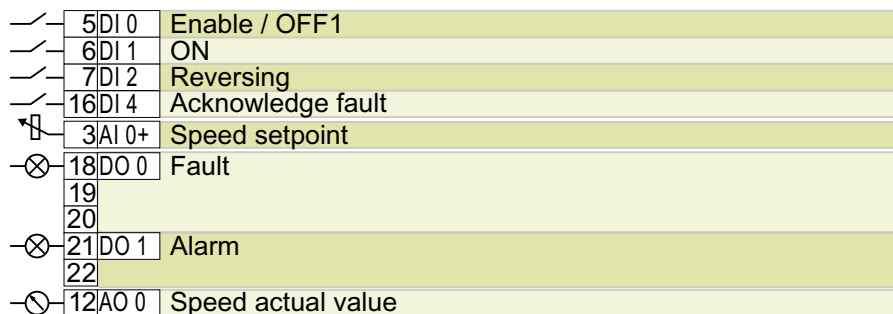 5 DI 0 Enable / OFF1
6 DI 1 ON
7 DI 2 Reversing
16 DI 4 Acknowledge fault
3 AI 0+ Speed setpoint
18 DO 0 Fault
19
20
21 DO 1 Alarm
22
12 AO 0 Speed actual value